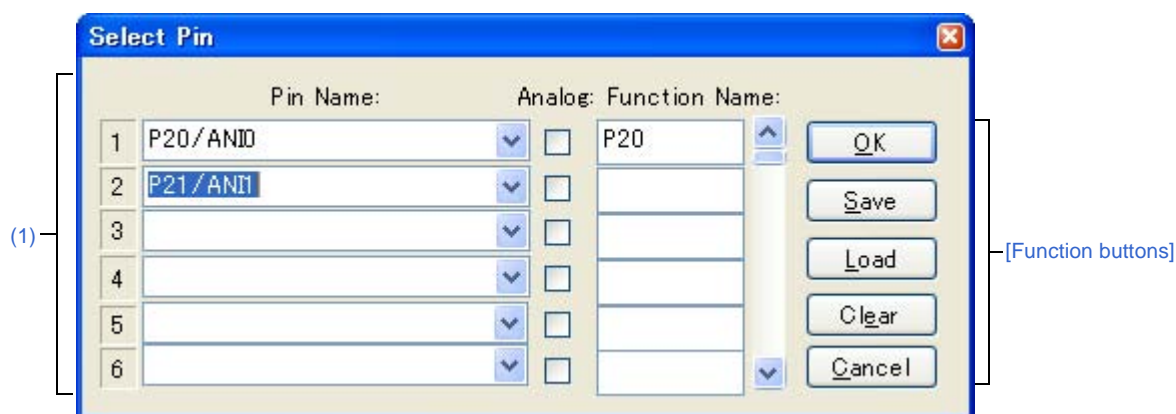 Select Pin
Pin Name: Analog: Function Name:
1 P20/ANI0 P20 OK
2 P21/ANI1 Save
3
(1) Load [Function buttons]
4
5 Clear
6 Cancel